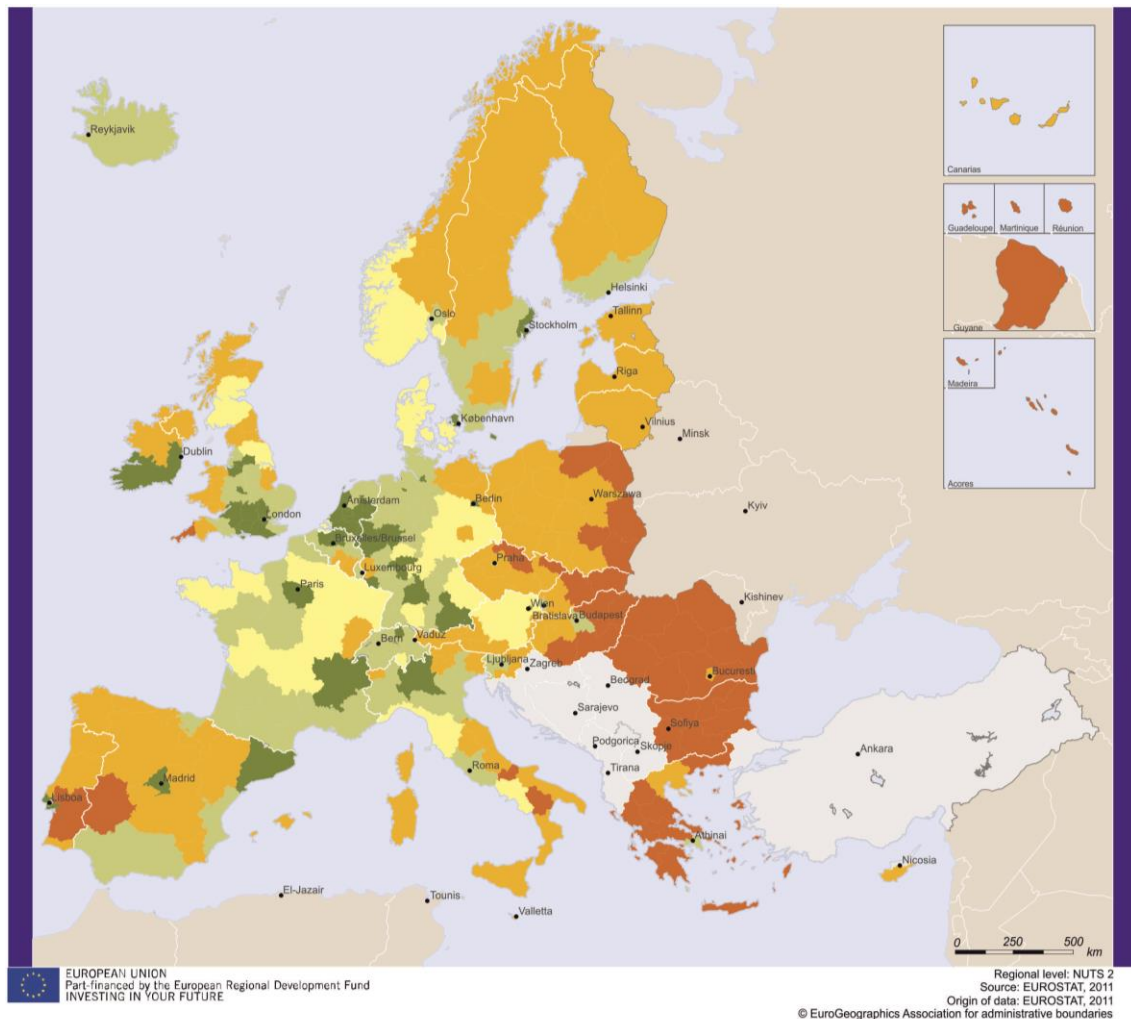 Reykjavik
Canarias
Guadeloupe
Martinique
Réunion
Guyane
Madeira
Acores
Helsinki
Oslo
Tallinn
Stockholm
Riga
København
Vilnius
Minsk
Dublin
Berlin
Warszawa
Amsterdam
London
Kyiv
Bruxelles/Brussel
Praha
Luxembourg
Paris
Kishinev
Wien
Bratislava
Budapest
Bern
Vaduz
Ljubljana
Zagreb
Bucuresti
Beograd
Sarajevo
Sofiya
Podgorica
Skopje
Ankara
Roma
Tirana
Madrid
Lisboa
Athinai
Nicosia
El-Jazair
Tounis
Valletta
0 250 500
km
EUROPEAN UNION
Part-financed by the European Regional Development Fund
INVESTING IN YOUR FUTURE
Regional level: NUTS 2
Source: EUROSTAT, 2011
Origin of data: EUROSTAT, 2011
© EuroGeographics Association for administrative boundaries